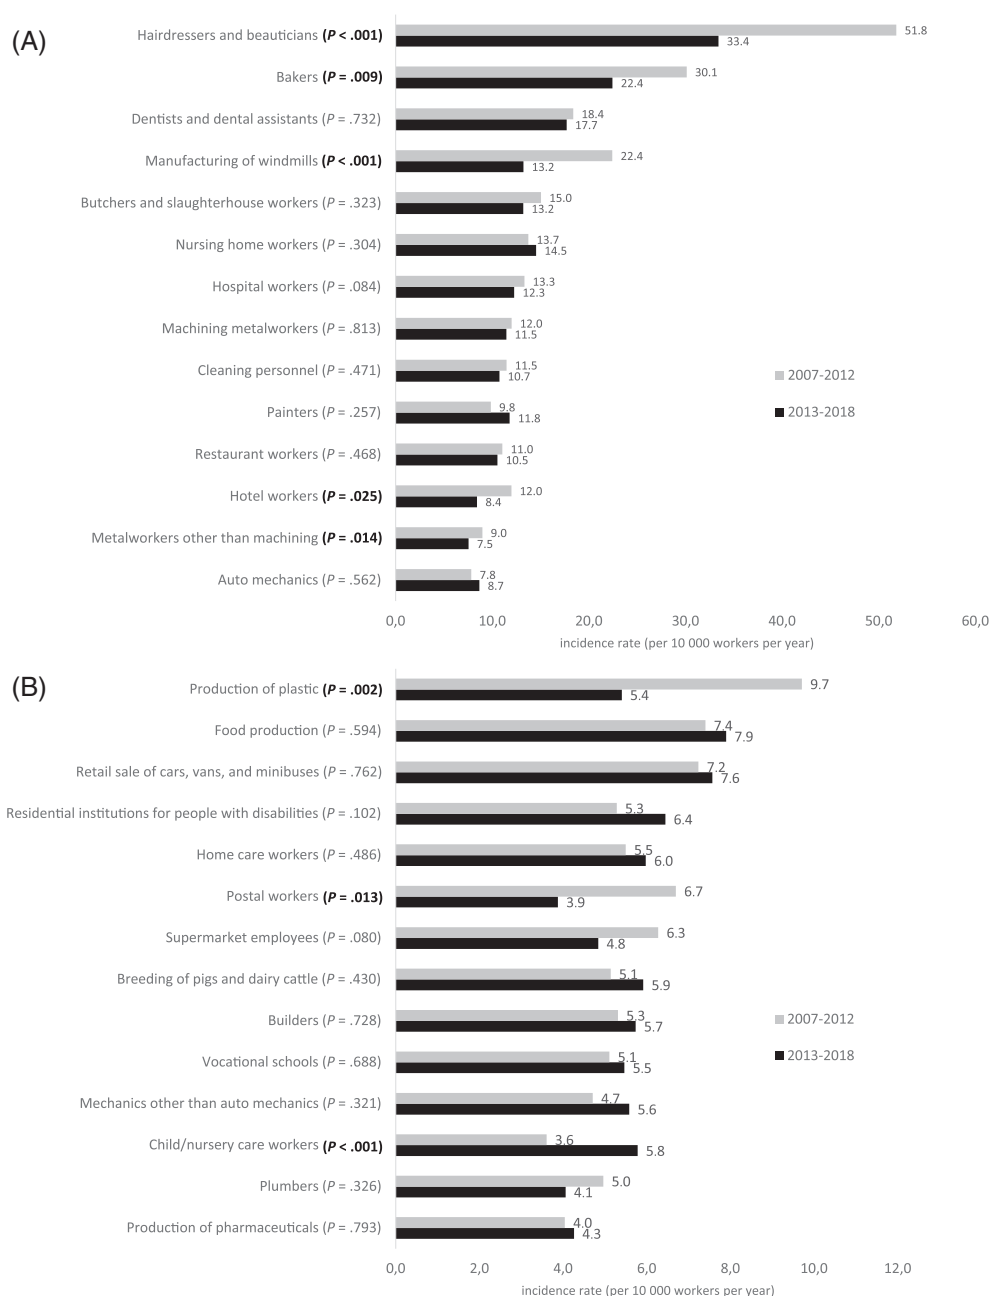 (A)
Hairdressers and beauticians (P < .001)
51.8
33.4
Bakers (P = .009)
30.1
22.4
Dentists and dental assistants (P = .732)
18.4
17.7
Manufacturing of windmills (P < .001)
22.4
13.2
Butchers and slaughterhouse workers (P = .323)
15.0
13.2
Nursing home workers (P = .304)
13.7
14.5
Hospital workers (P = .084)
13.3
12.3
Machining metalworkers (P = .813)
12.0
11.5
Cleaning personnel (P = .471)
11.5
10.7
2007-2012
Painters (P = .257)
9.8
11.8
2013-2018
Restaurant workers (P = .468)
11.0
10.5
Hotel workers (P = .025)
12.0
8.4
Metalworkers other than machining (P = .014)
9.0
7.5
Auto mechanics (P = .562)
7.8
8.7
0,0 10,0 20,0 30,0 40,0 50,0 60,0
incidence rate (per 10 000 workers per year)
(B)
Production of plastic (P = .002)
9.7
5.4
Food production (P = .594)
7.4
7.9
Retail sale of cars, vans, and minibuses (P = .762)
7.2
7.6
Residential institutions for people with disabilities (P = .102)
5.3
6.4
Home care workers (P = .486)
5.5
6.0
Postal workers (P = .013)
6.7
3.9
Supermarket employees (P = .080)
6.3
4.8
Breeding of pigs and dairy cattle (P = .430)
5.1
5.9
Builders (P = .728)
5.3
5.7
2007-2012
Vocational schools (P = .688)
5.1
5.5
2013-2018
Mechanics other than auto mechanics (P = .321)
4.7
5.6
Child/nursery care workers (P < .001)
3.6
5.8
Plumbers (P = .326)
5.0
4.1
Production of pharmaceuticals (P = .793)
4.0
4.3
0,0 2,0 4,0 6,0 8,0 10,0 12,0
incidence rate (per 10 000 workers per year)